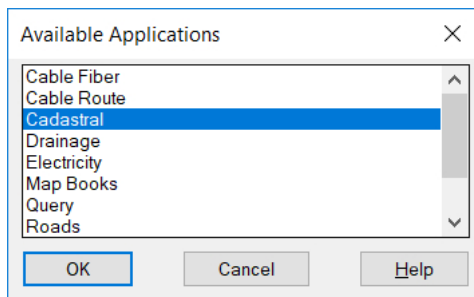 Available Applications
Cable Fiber
Cable Route
Cadastral
Drainage
Electricity
Map Books
Query
Roads
OK
Cancel
Help